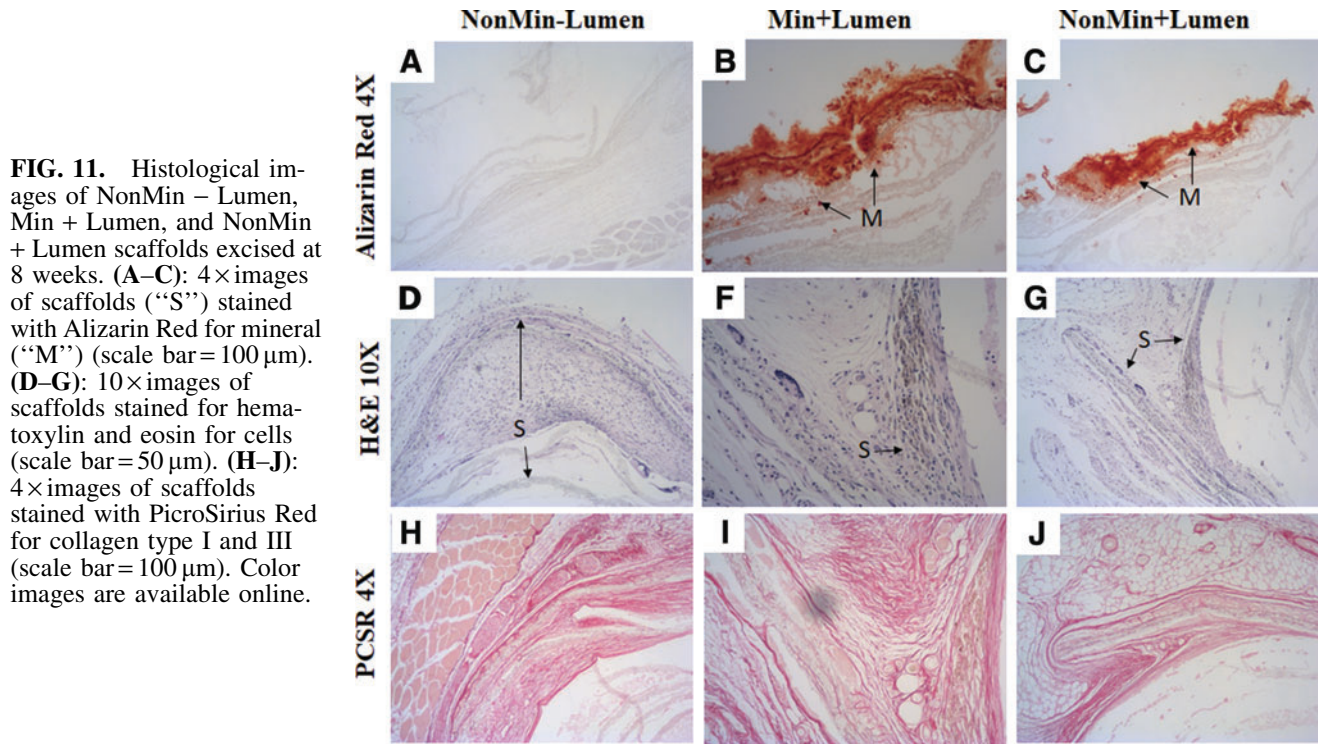 FIG. 11. Histological im-
ages of NonMin − Lumen,
Min + Lumen, and NonMin
+ Lumen scaffolds excised at
8 weeks. (A–C): 4×images
of scaffolds (‘‘S’’) stained
with Alizarin Red for mineral
(‘‘M’’) (scale bar = 100 μm).
(D–G): 10×images of
scaffolds stained for hema-
toxylin and eosin for cells
(scale bar = 50 μm). (H–J):
4×images of scaffolds
stained with PicroSirius Red
for collagen type I and III
(scale bar = 100 μm). Color
images are available online.
NonMin-Lumen
Min+Lumen
NonMin+Lumen
Alizarin Red 4X
A
B
M
C
M
H&E 10X
D
S
F
S
G
S
PCSR 4X
H
I
J